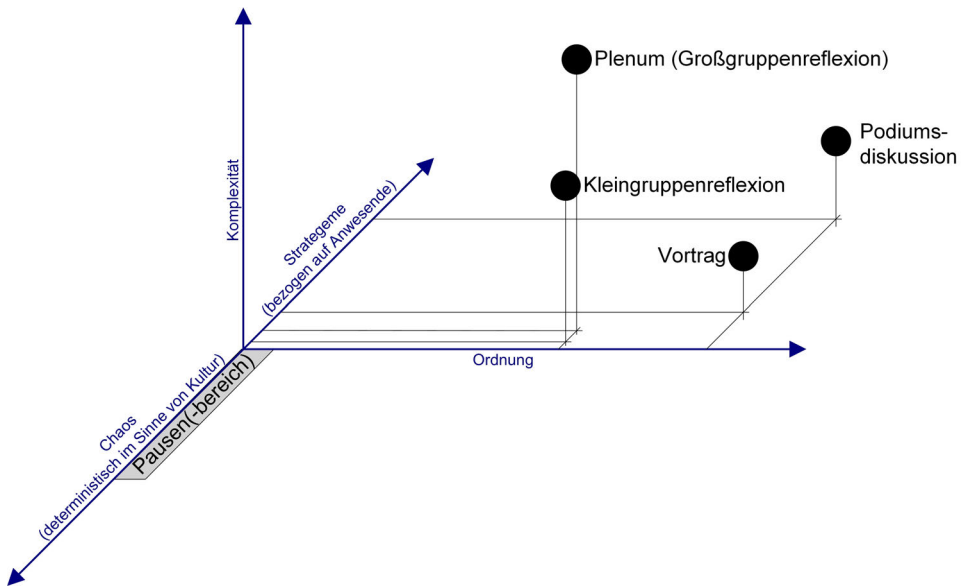 Plenum (Großgruppenreflexion)
Podiums-
diskussion
Kleingruppenreflexion
Vortrag
Komplexität
Strategeme
(bezogen auf Anwesende)
Ordnung
Chaos
(deterministisch im Sinne von Kultur)
Pausen(-bereich)